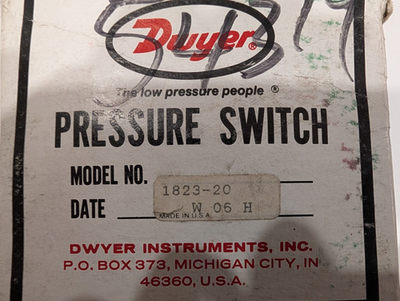 Dwyer®
The low pressure people ®
PRESSURE SWITCH
MODEL NO. 1823-20
DATE W 06 H
MADE IN U.S.A.
DWYER INSTRUMENTS, INC.
P.O. BOX 373, MICHIGAN CITY, IN
46360, U.S.A.